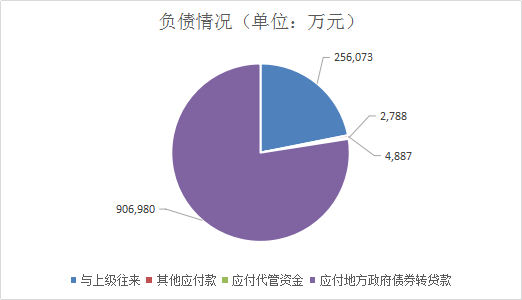 负债情况（单位：万元）
256,073
2,788
4,887
906,980
与上级往来 其他应付款 应付代管资金 应付地方政府债券转贷款